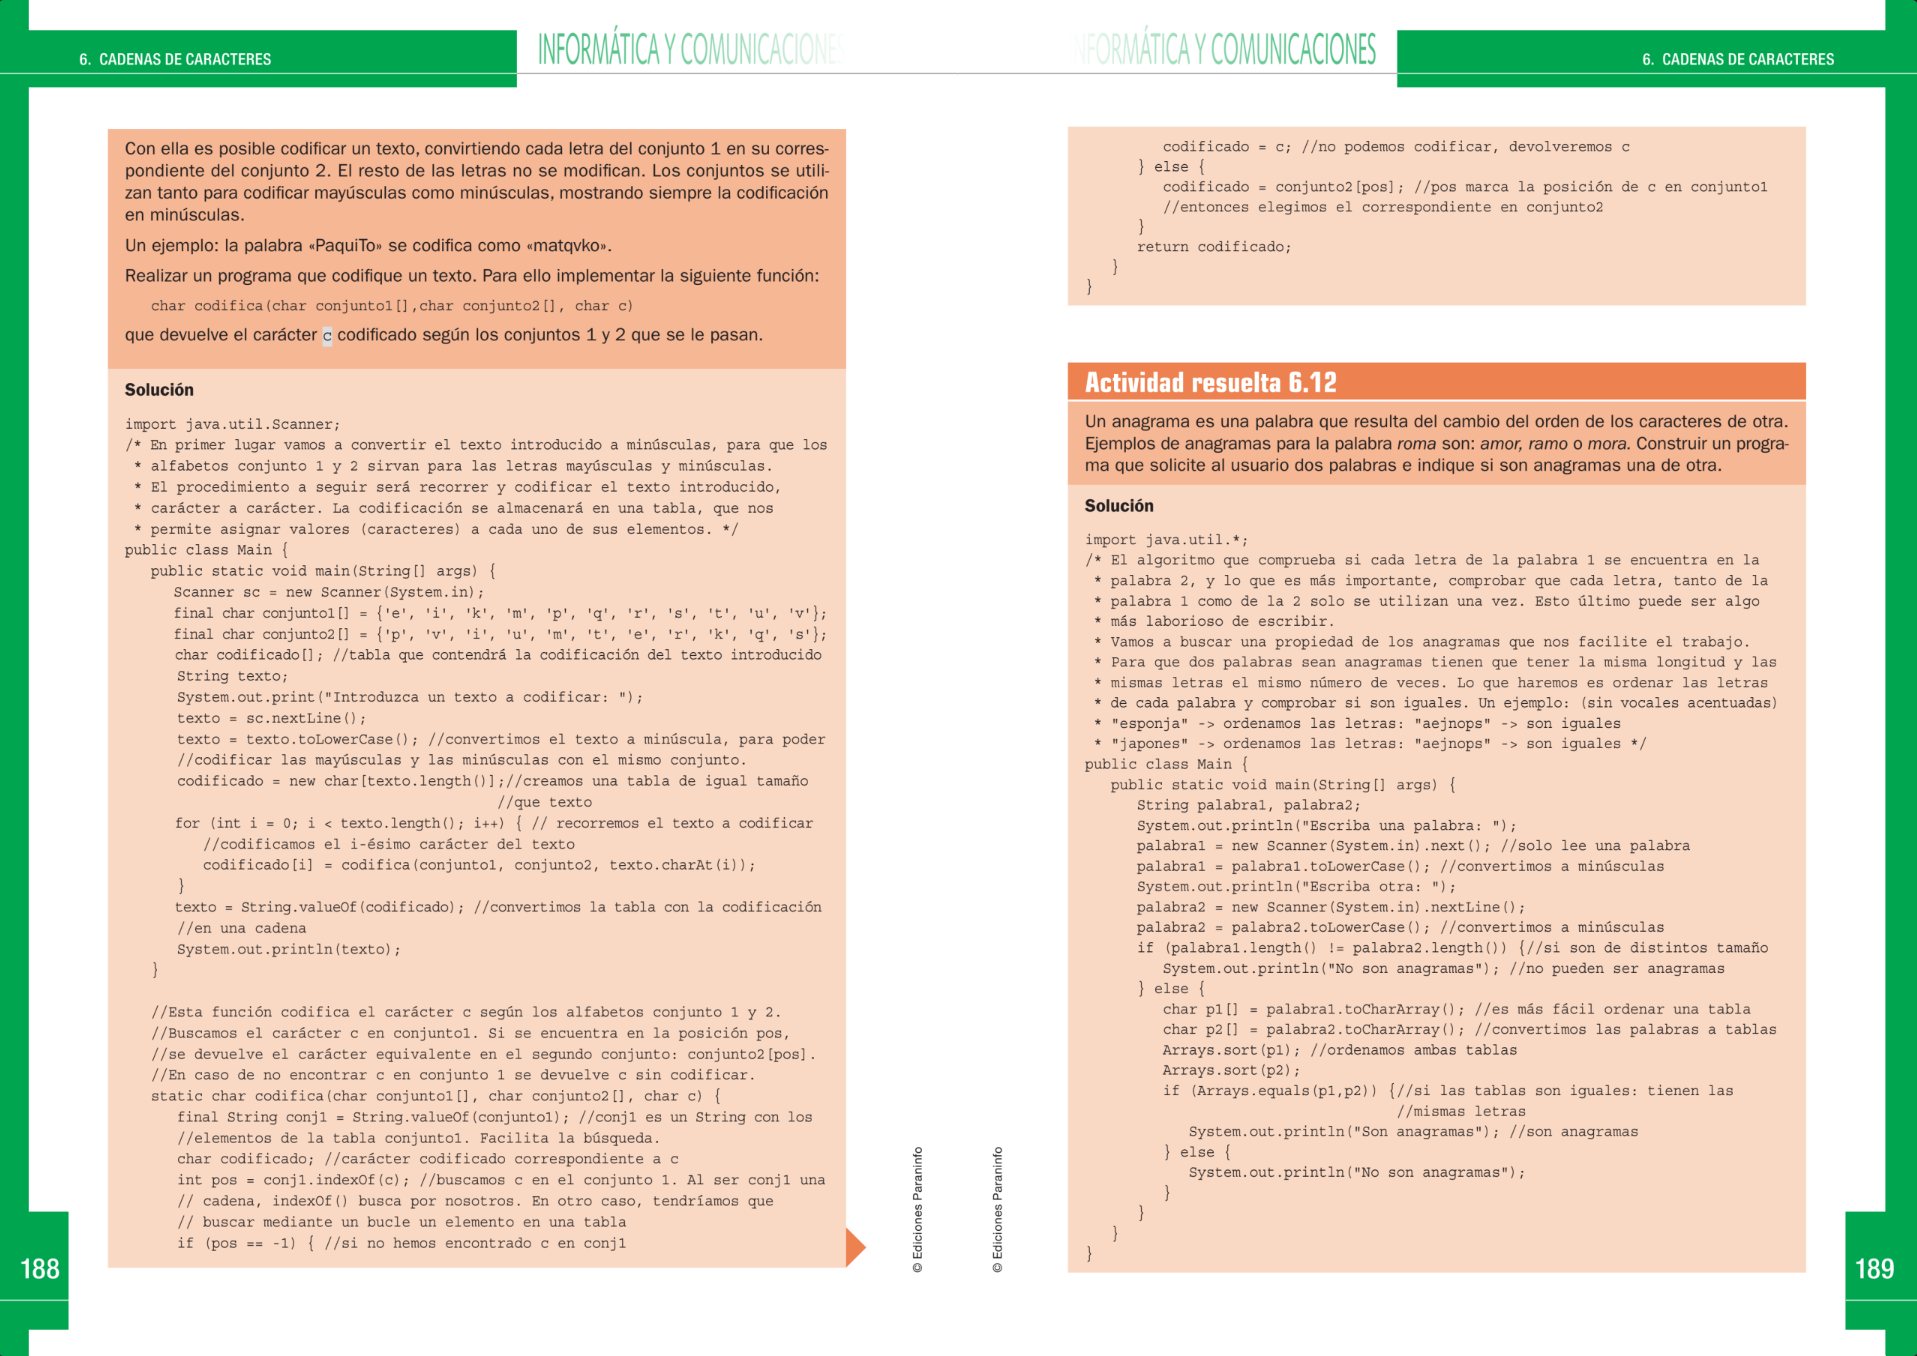 6. CADENAS DE CARACTERES
INFORMÁTICA Y COMUNICACIONES
Con ella es posible codificar un texto, convirtiendo cada letra del conjunto 1 en su corres-
pondiente del conjunto 2. El resto de las letras no se modifican. Los conjuntos se utili-
zan tanto para codificar mayúsculas como minúsculas, mostrando siempre la codificación
en minúsculas.
Un ejemplo: la palabra «PaquiTo» se codifica como «matqvko».
Realizar un programa que codifique un texto. Para ello implementar la siguiente función:
char codifica(char conjunto1[],char conjunto2[], char c)
que devuelve el carácter c codificado según los conjuntos 1 y 2 que se le pasan.
Solución
import java.util.Scanner;
/* En primer lugar vamos a convertir el texto introducido a minúsculas, para que los
* alfabetos conjunto 1 y 2 sirvan para las letras mayúsculas y minúsculas.
* El procedimiento a seguir será recorrer y codificar el texto introducido,
* carácter a carácter. La codificación se almacenará en una tabla, que nos
* permite asignar valores (caracteres) a cada uno de sus elementos. */
public class Main {
public static void main(String[] args) {
Scanner sc = new Scanner(System.in);
final char conjunto1[] = {'e', 'i', 'k', 'm', 'p', 'q', 'r', 's', 't', 'u', 'v'};
final char conjunto2[] = {'p', 'v', 'i', 'u', 'm', 't', 'e', 'r', 'k', 'q', 's'};
char codificado[]; //tabla que contendrá la codificación del texto introducido
String texto;
System.out.print("Introduzca un texto a codificar: ");
texto = sc.nextLine();
texto = texto.toLowerCase(); //convertimos el texto a minúscula, para poder
//codificar las mayúsculas y las minúsculas con el mismo conjunto.
codificado = new char[texto.length()];//creamos una tabla de igual tamaño
//que texto
for (int i = 0; i < texto.length(); i++) { // recorremos el texto a codificar
//codificamos el i-ésimo carácter del texto
codificado[i] = codifica(conjunto1, conjunto2, texto.charAt(i));
}
texto = String.valueOf(codificado); //convertimos la tabla con la codificación
//en una cadena
System.out.println(texto);
}
//Esta función codifica el carácter c según los alfabetos conjunto 1 y 2.
//Buscamos el carácter c en conjunto1. Si se encuentra en la posición pos,
//se devuelve el carácter equivalente en el segundo conjunto: conjunto2[pos].
//En caso de no encontrar c en conjunto 1 se devuelve c sin codificar.
static char codifica(char conjunto1[], char conjunto2[], char c) {
final String conj1 = String.valueOf(conjunto1); //conj1 es un String con los
//elementos de la tabla conjunto1. Facilita la búsqueda.
char codificado; //carácter codificado correspondiente a c
int pos = conj1.indexOf(c); //buscamos c en el conjunto 1. Al ser conj1 una
// cadena, indexOf() busca por nosotros. En otro caso, tendríamos que
// buscar mediante un bucle un elemento en una tabla
if (pos == -1) { //si no hemos encontrado c en conj1
188
© Ediciones Paraninfo
INFORMÁTICA Y COMUNICACIONES
6. CADENAS DE CARACTERES
codificado = c; //no podemos codificar, devolveremos c
} else {
codificado = conjunto2[pos]; //pos marca la posición de c en conjunto1
//entonces elegimos el correspondiente en conjunto2
}
return codificado;
}
}
Actividad resuelta 6.12
Un anagrama es una palabra que resulta del cambio del orden de los caracteres de otra.
Ejemplos de anagramas para la palabra roma son: amor, ramo o mora. Construir un progra-
ma que solicite al usuario dos palabras e indique si son anagramas una de otra.
Solución
import java.util.*;
/* El algoritmo que comprueba si cada letra de la palabra 1 se encuentra en la
* palabra 2, y lo que es más importante, comprobar que cada letra, tanto de la
* palabra 1 como de la 2 solo se utilizan una vez. Esto último puede ser algo
* más laborioso de escribir.
* Vamos a buscar una propiedad de los anagramas que nos facilite el trabajo.
* Para que dos palabras sean anagramas tienen que tener la misma longitud y las
* mismas letras el mismo número de veces. Lo que haremos es ordenar las letras
* de cada palabra y comprobar si son iguales. Un ejemplo: (sin vocales acentuadas)
* "esponja" -> ordenamos las letras: "aejnops" -> son iguales
* "japones" -> ordenamos las letras: "aejnops" -> son iguales */
public class Main {
public static void main(String[] args) {
String palabra1, palabra2;
System.out.println("Escriba una palabra: ");
palabra1 = new Scanner(System.in).next(); //solo lee una palabra
palabra1 = palabra1.toLowerCase(); //convertimos a minúsculas
System.out.println("Escriba otra: ");
palabra2 = new Scanner(System.in).nextLine();
palabra2 = palabra2.toLowerCase(); //convertimos a minúsculas
if (palabra1.length() != palabra2.length()) {//si son de distintos tamaño
System.out.println("No son anagramas"); //no pueden ser anagramas
} else {
char p1[] = palabra1.toCharArray(); //es más fácil ordenar una tabla
char p2[] = palabra2.toCharArray(); //convertimos las palabras a tablas
Arrays.sort(p1); //ordenamos ambas tablas
Arrays.sort(p2);
if (Arrays.equals(p1,p2)) {//si las tablas son iguales: tienen las
//mismas letras
System.out.println("Son anagramas"); //son anagramas
} else {
System.out.println("No son anagramas");
}
}
}
}
© Ediciones Paraninfo
189